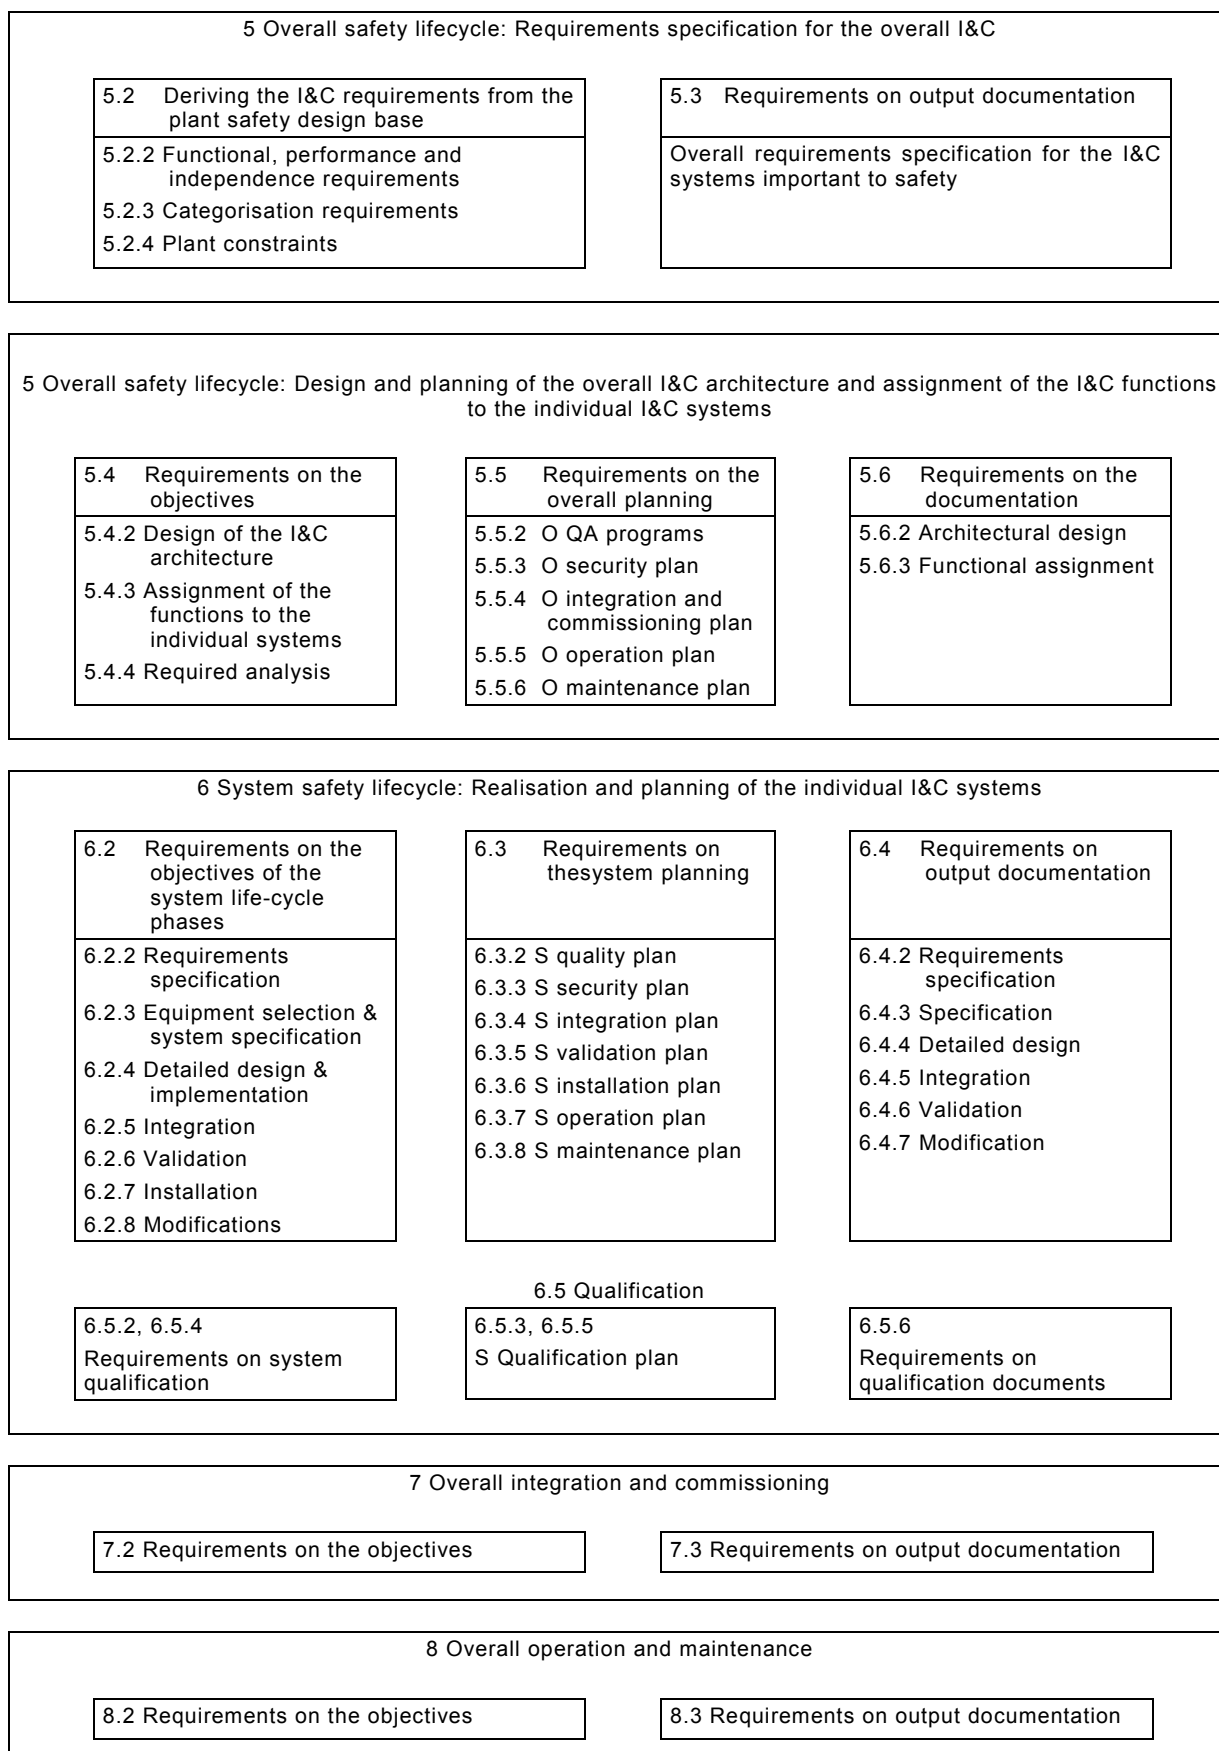 5 Overall safety lifecycle: Requirements specification for the overall I&C
5.2 Deriving the I&C requirements from the
plant safety design base
5.2.2 Functional, performance and
independence requirements
5.2.3 Categorisation requirements
5.2.4 Plant constraints
5.3 Requirements on output documentation
Overall requirements specification for the I&C
systems important to safety
5 Overall safety lifecycle: Design and planning of the overall I&C architecture and assignment of the I&C functions
to the individual I&C systems
5.4 Requirements on the
objectives
5.4.2 Design of the I&C
architecture
5.4.3 Assignment of the
functions to the
individual systems
5.4.4 Required analysis
5.5 Requirements on the
overall planning
5.5.2 O QA programs
5.5.3 O security plan
5.5.4 O integration and
commissioning plan
5.5.5 O operation plan
5.5.6 O maintenance plan
5.6 Requirements on the
documentation
5.6.2 Architectural design
5.6.3 Functional assignment
6 System safety lifecycle: Realisation and planning of the individual I&C systems
6.2 Requirements on the
objectives of the
system life-cycle
phases
6.2.2 Requirements
specification
6.2.3 Equipment selection &
system specification
6.2.4 Detailed design &
implementation
6.2.5 Integration
6.2.6 Validation
6.2.7 Installation
6.2.8 Modifications
6.3 Requirements on
thesystem planning
6.3.2 S quality plan
6.3.3 S security plan
6.3.4 S integration plan
6.3.5 S validation plan
6.3.6 S installation plan
6.3.7 S operation plan
6.3.8 S maintenance plan
6.4 Requirements on
output documentation
6.4.2 Requirements
specification
6.4.3 Specification
6.4.4 Detailed design
6.4.5 Integration
6.4.6 Validation
6.4.7 Modification
6.5 Qualification
6.5.2, 6.5.4
Requirements on system
qualification
6.5.3, 6.5.5
S Qualification plan
6.5.6
Requirements on
qualification documents
7 Overall integration and commissioning
7.2 Requirements on the objectives
7.3 Requirements on output documentation
8 Overall operation and maintenance
8.2 Requirements on the objectives
8.3 Requirements on output documentation